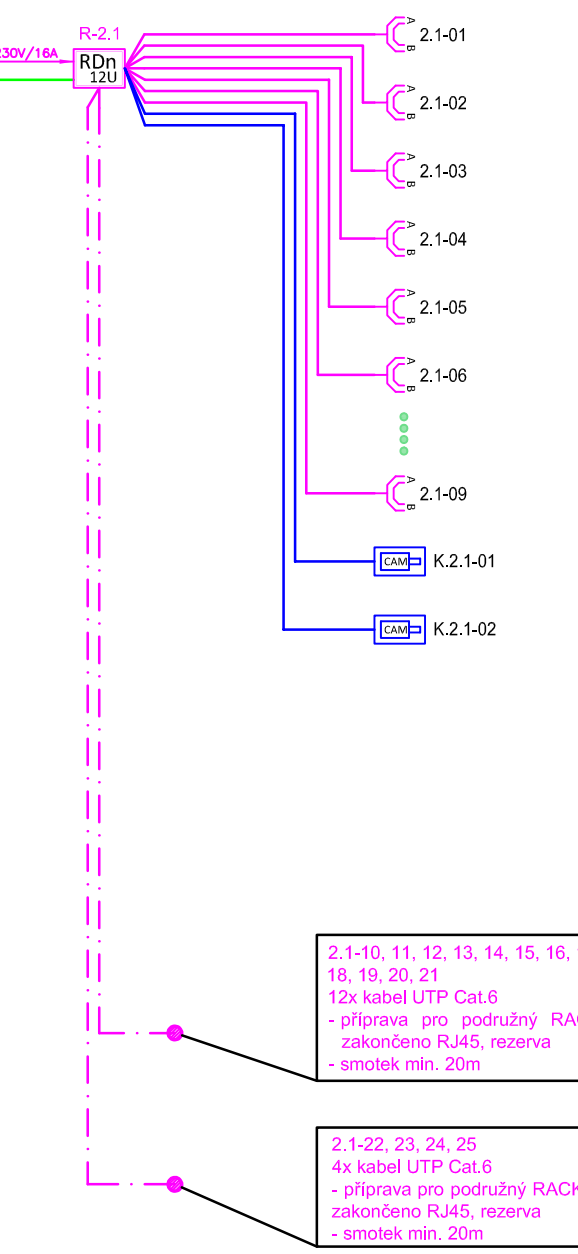 R-2.1
230V/16A
RDn
12U
A
B
2.1-01
A
B
2.1-02
A
B
2.1-03
A
B
2.1-04
A
B
2.1-05
A
B
2.1-06
A
B
2.1-09
CAM
K.2.1-01
CAM
K.2.1-02
2.1-10, 11, 12, 13, 14, 15, 16,
18, 19, 20, 21
12x kabel UTP Cat.6
- příprava pro podružný
zakončeno RJ45, rezerva
- smotek min. 20m
2.1-22, 23, 24, 25
4x kabel UTP Cat.6
- příprava pro podružný RACK
zakončeno RJ45, rezerva
- smotek min. 20m